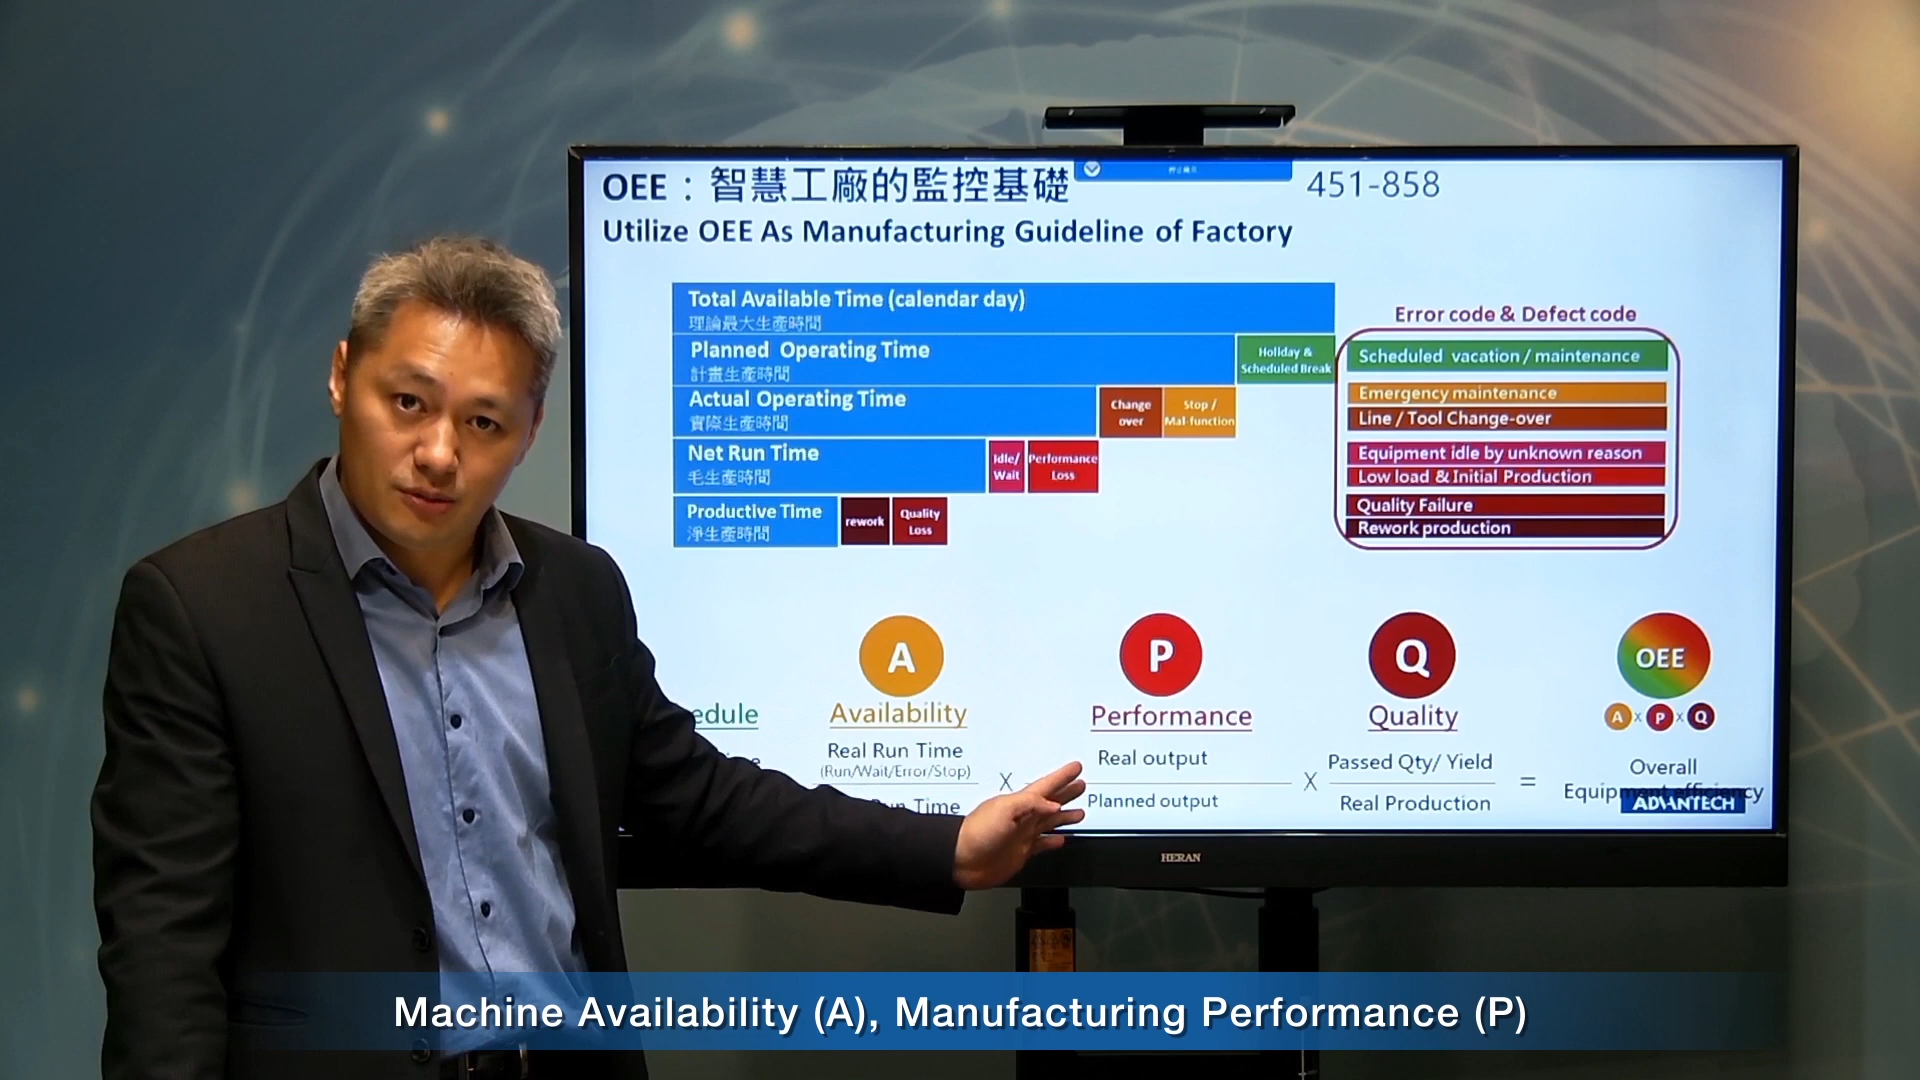 OEE：智慧工廠的監控基礎
451-858
Utilize OEE As Manufacturing Guideline of Factory
Total Available Time (calendar day)
理論最大生產時間
Planned Operating Time
計畫生產時間
Holiday &
Scheduled Break
Actual Operating Time
實際生產時間
Change
over
Stop /
Mal-function
Net Run Time
毛生產時間
Idle/
Wait
Performance
Loss
Productive Time
淨生產時間
rework
Quality
Loss
Error code & Defect code
Scheduled vacation / maintenance
Emergency maintenance
Line / Tool Change-over
Equipment idle by unknown reason
Low load & Initial Production
Quality Failure
Rework production
A
P
Q
OEE
edule
Availability
Performance
Quality
A x P x Q
Real Run Time
(Run/Wait/Error/Stop)
Run Time
X
Real output
Planned output
X
Passed Qty/ Yield
Real Production
=
Overall
Equipment efficiency
ADVANTECH
HERAN
Machine Availability (A), Manufacturing Performance (P)